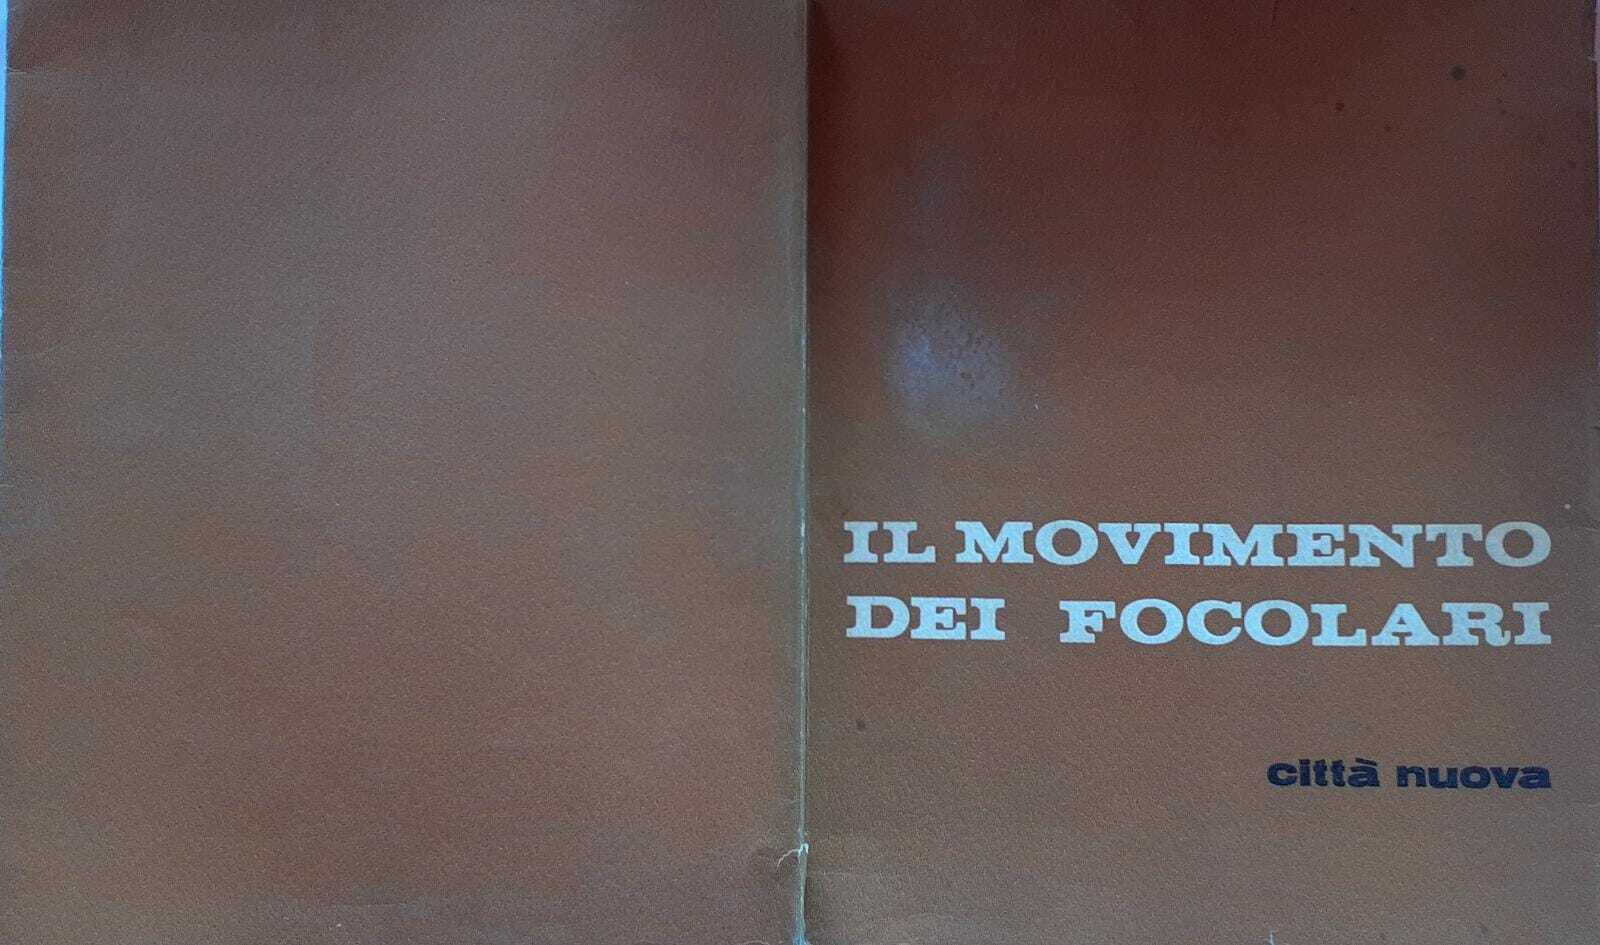 IL MOVIMENTO
DEI FOCOLARI
città nuova